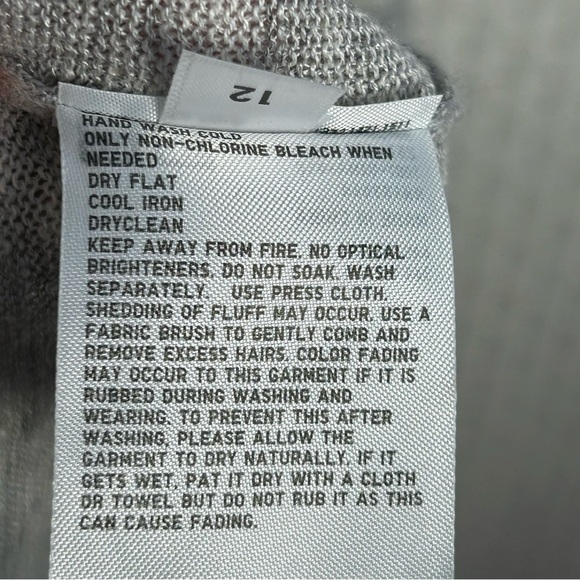 12
HAND WASH COLD
ONLY NON-CHLORINE BLEACH WHEN
NEEDED
DRY FLAT
COOL IRON
DRYCLEAN
KEEP AWAY FROM FIRE. NO OPTICAL
BRIGHTENERS. DO NOT SOAK. WASH
SEPARATELY. USE PRESS CLOTH.
SHEDDING OF FLUFF MAY OCCUR. USE A
FABRIC BRUSH TO GENTLY COMB AND
REMOVE EXCESS HAIRS. COLOR FADING
MAY OCCUR TO THIS GARMENT IF IT IS
RUBBED DURING WASHING AND
WEARING. TO PREVENT THIS AFTER
WASHING, PLEASE ALLOW THE
GARMENT TO DRY NATURALLY. IF IT
GETS WET, PAT IT DRY WITH A CLOTH
OR TOWEL BUT DO NOT RUB IT AS THIS
CAN CAUSE FADING.